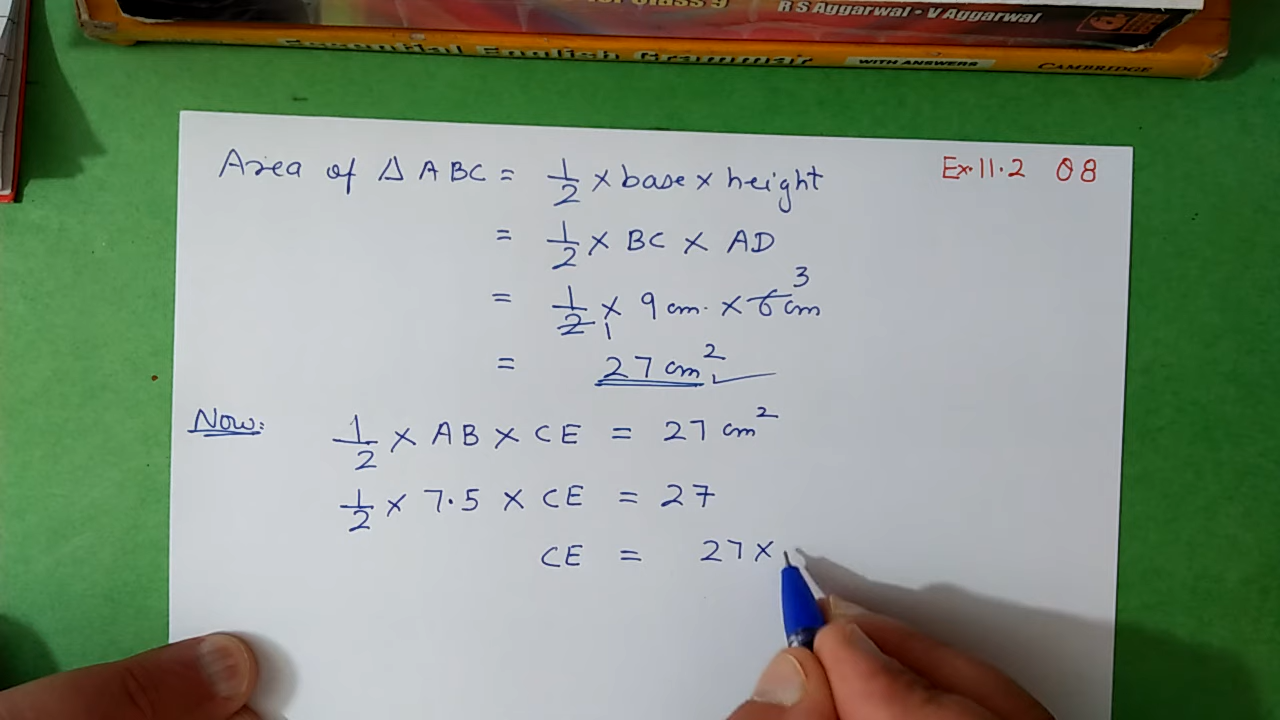 R S Aggarwal • V Aggarwal
Essential English Grammar
WITH ANSWERS
CAMBRIDGE
Area of Δ ABC = 1/2 × base × height
Ex.11.2 Q8
= 1/2 × BC × AD
= 1/2 × 9 cm. × 6 cm 3 1
= 27 cm²
Now: 1/2 × AB × CE = 27 cm²
1/2 × 7.5 × CE = 27
CE = 27 ×